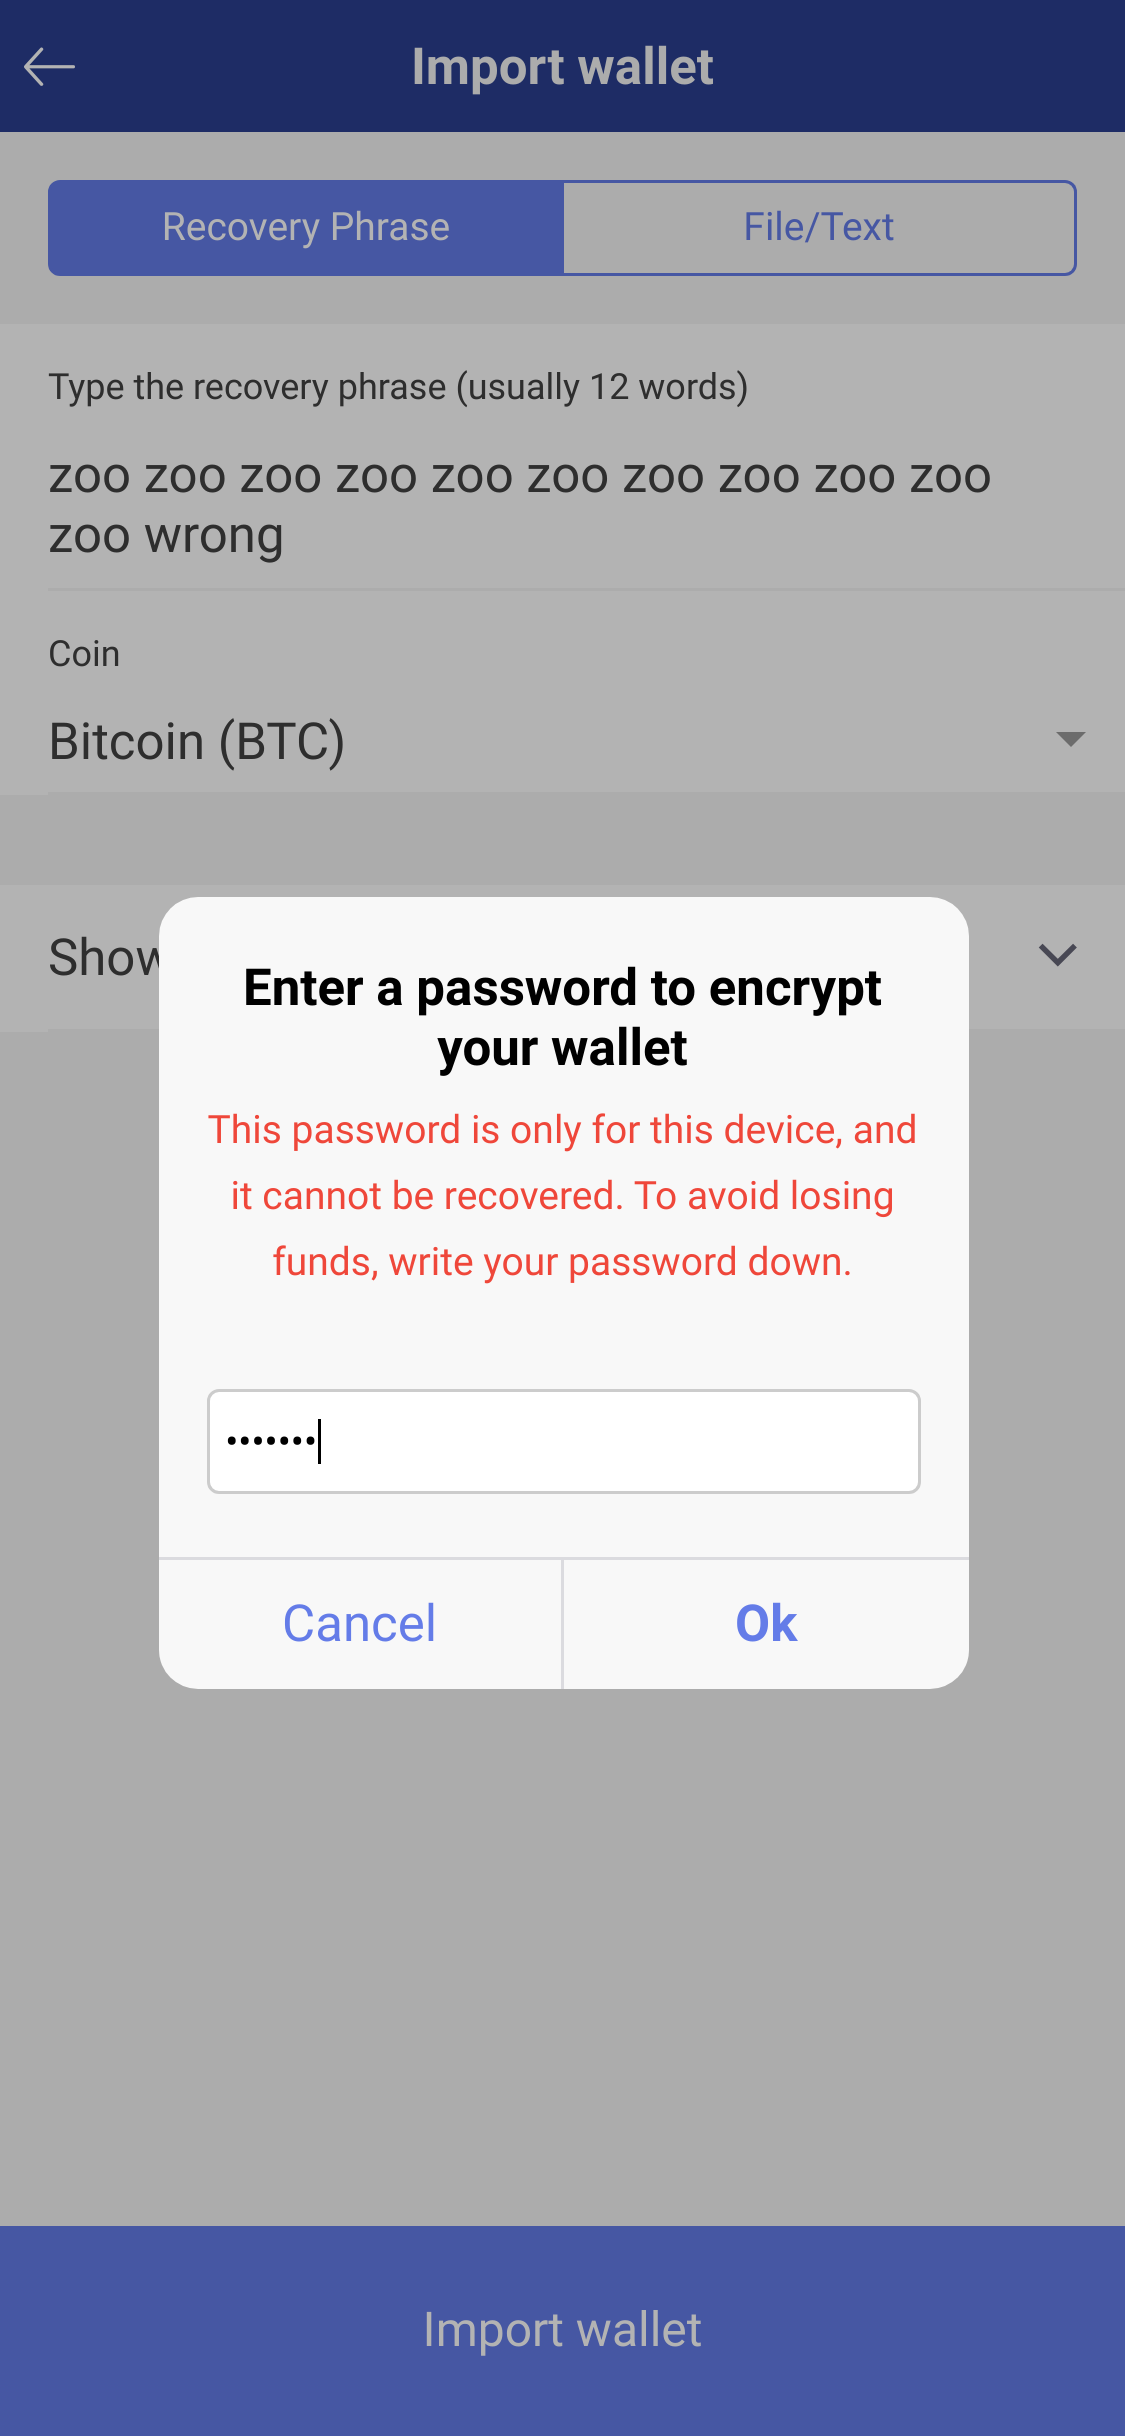 Import wallet
Recovery Phrase
File/Text
Type the recovery phrase (usually 12 words)
zoo zoo zoo zoo zoo zoo zoo zoo zoo zoo
zoo wrong
Coin
Bitcoin (BTC)
Show
Enter a password to encrypt
your wallet
This password is only for this device, and
it cannot be recovered. To avoid losing
funds, write your password down.
•••••••
Cancel
Ok
Import wallet